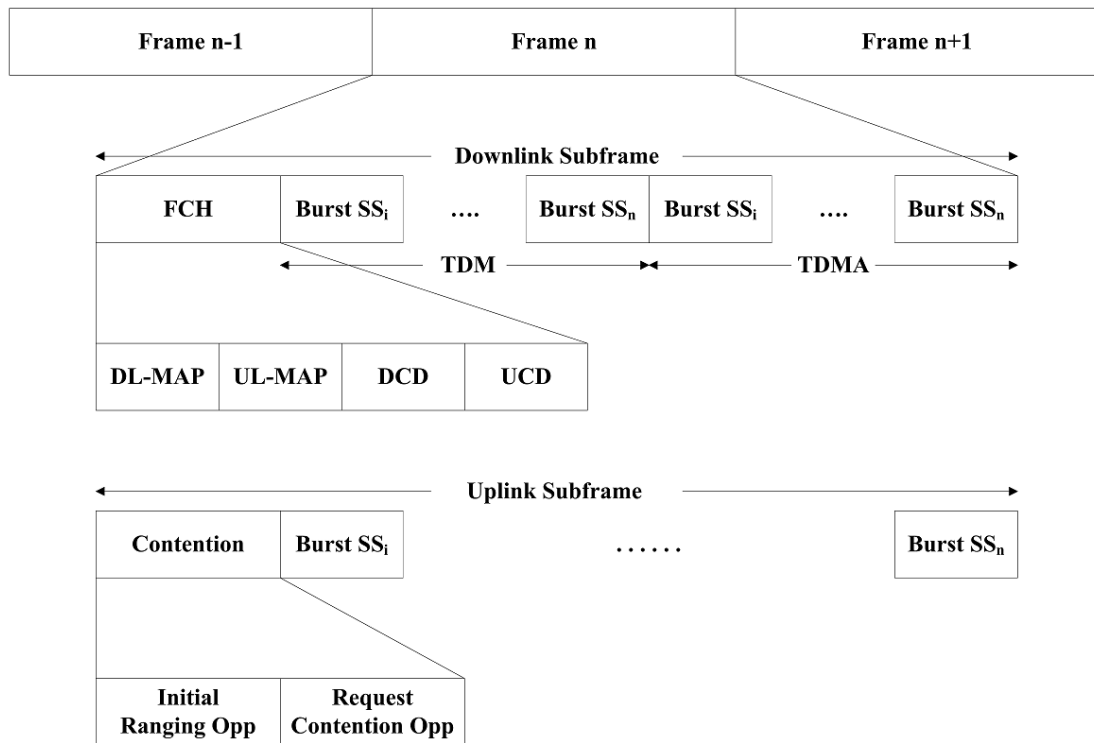 Frame n-1 Frame n Frame n+1
Downlink Subframe
FCH Burst SSi .... Burst SSn Burst SSi .... Burst SSn
TDM TDMA
DL-MAP UL-MAP DCD UCD
Uplink Subframe
Contention Burst SSi ...... Burst SSn
Initial Ranging Opp
Request Contention Opp